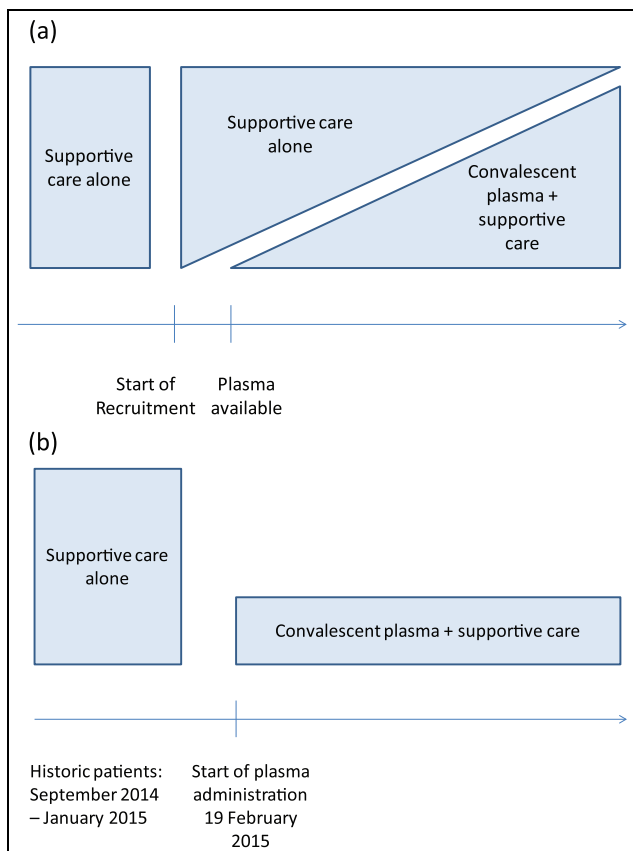 (a)
Supportive care alone
Supportive care
alone
Convalescent
plasma +
supportive
care
Start of
Recruitment
Plasma
available
(b)
Supportive care
alone
Convalescent plasma + supportive care
Historic patients:
September 2014
– January 2015
Start of plasma
administration
19 February
2015